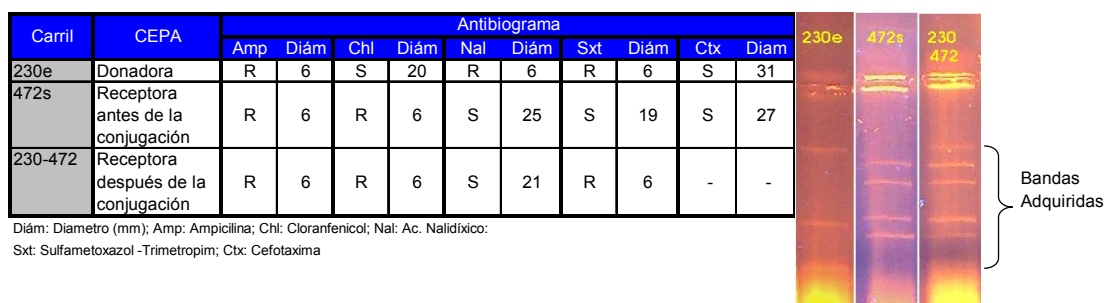 Carril CEPA Antibiograma
Amp Diám Chl Diám Nal Diám Sxt Diám Ctx Diam
230e Donadora R 6 S 20 R 6 R 6 S 31
472s Receptora antes de la conjugación R 6 R 6 S 25 S 19 S 27
230-472 Receptora después de la conjugación R 6 R 6 S 21 R 6 - -
Diám: Diametro (mm); Amp: Ampicilina; Chl: Cloranfenicol; Nal: Ac. Nalidíxico:
Sxt: Sulfametoxazol -Trimetropim; Ctx: Cefotaxima
230e 472s 230
472
Bandas
Adquiridas